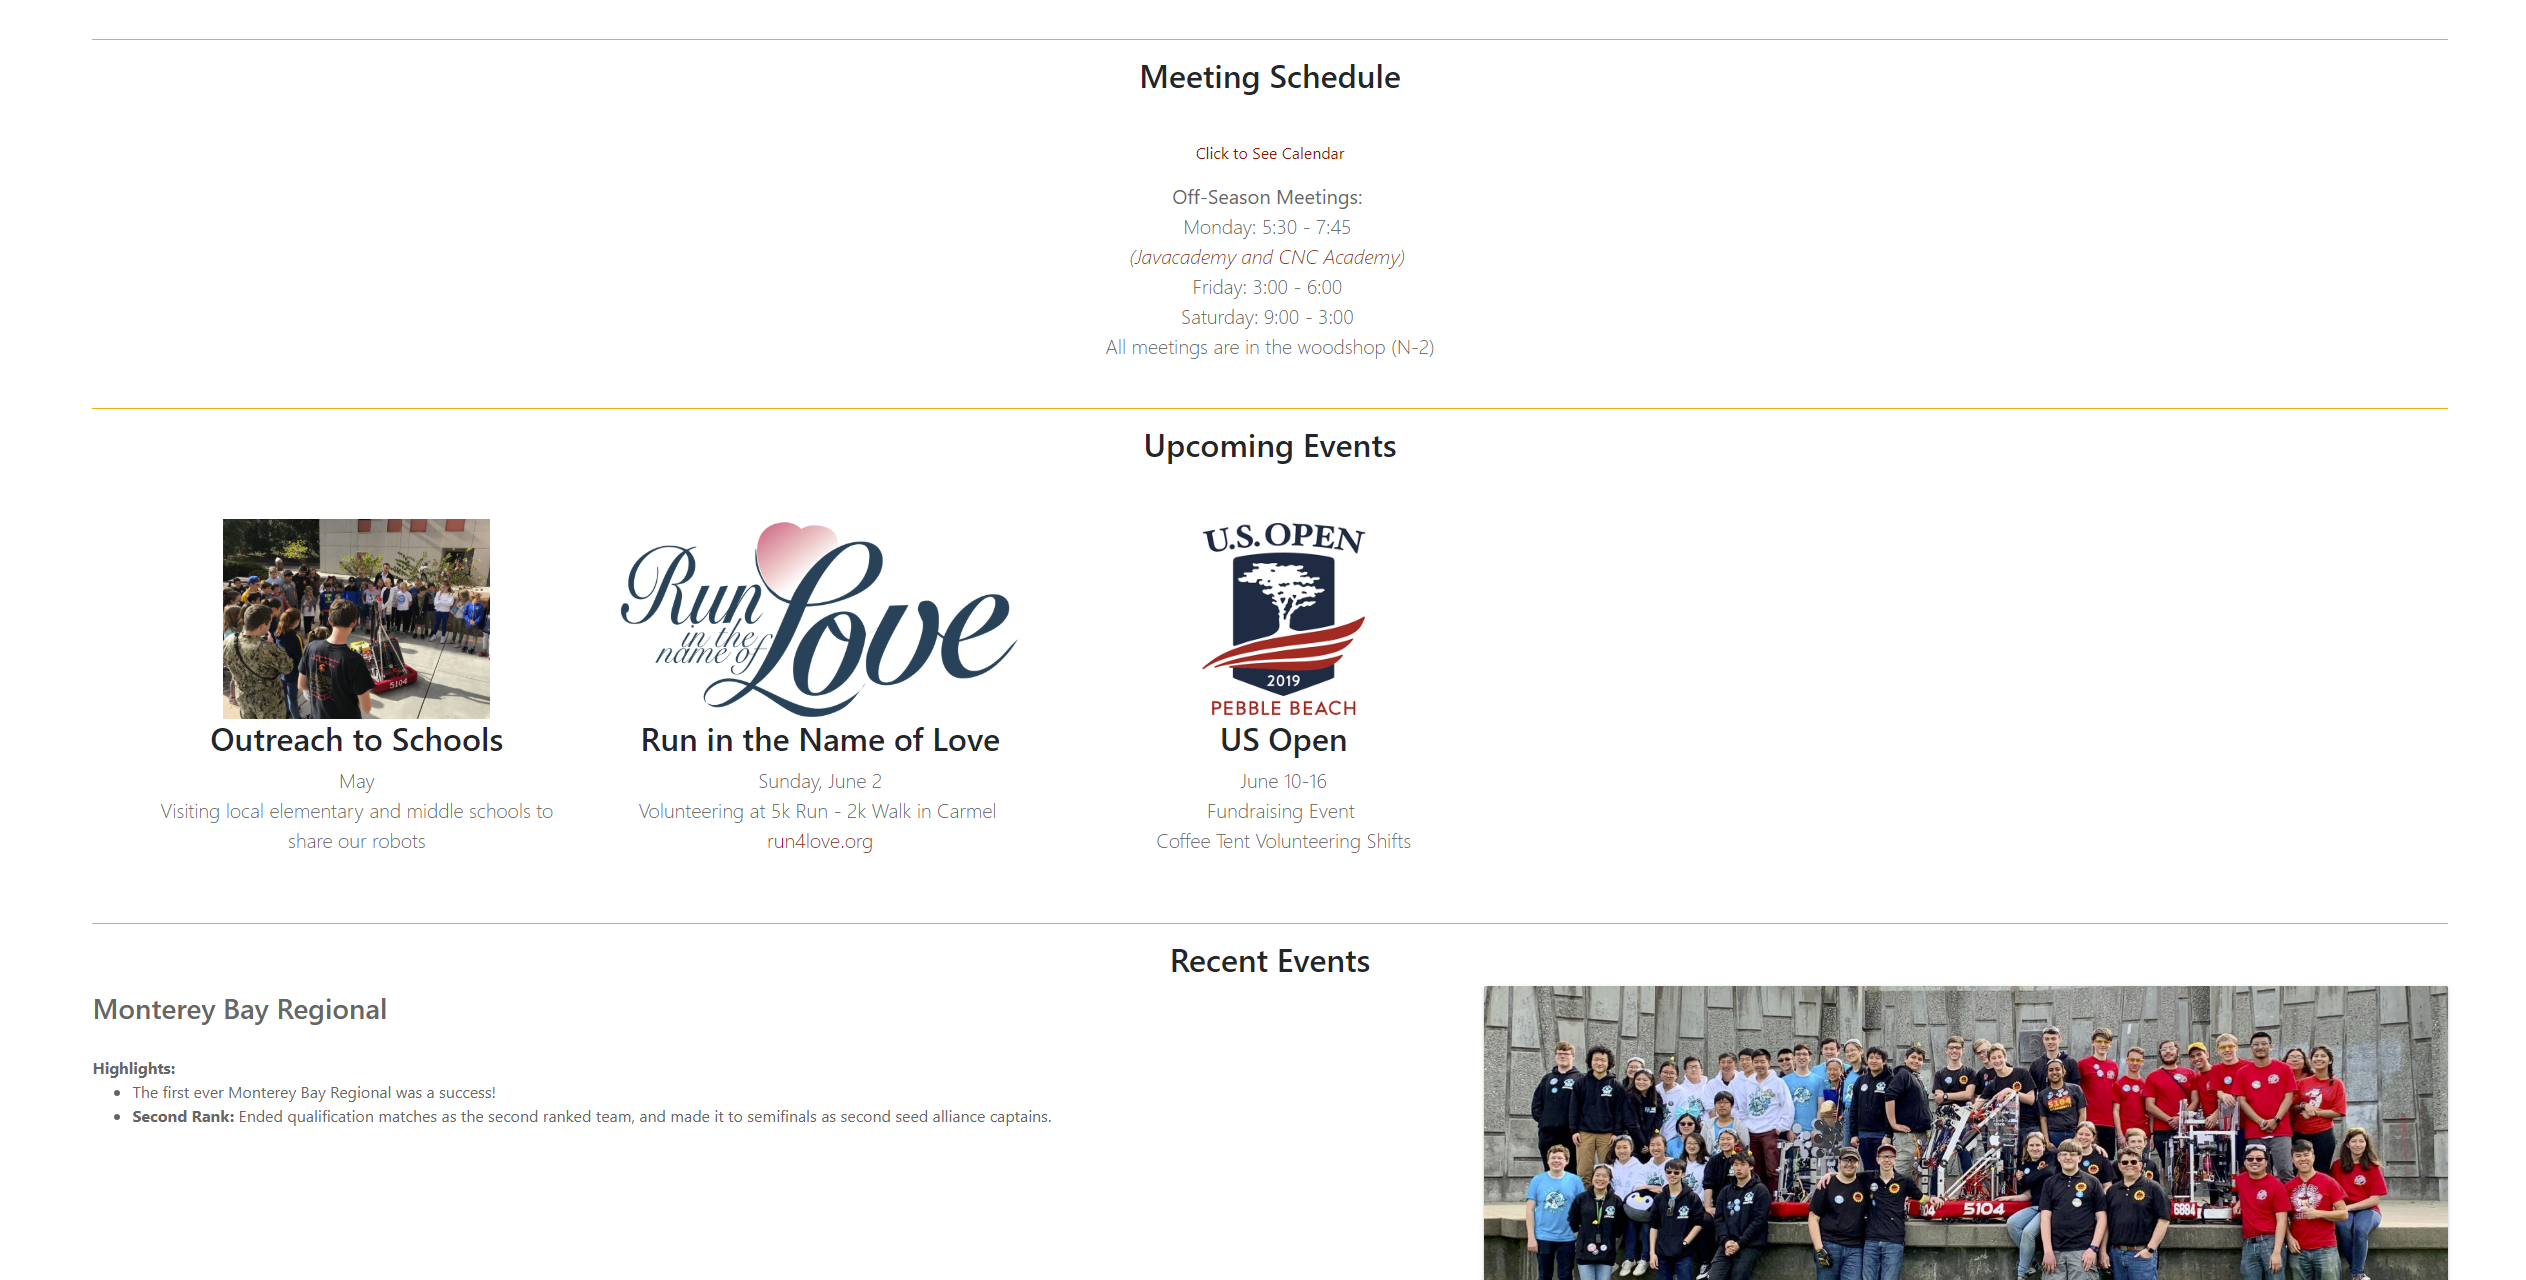 Meeting Schedule
Click to See Calendar
Off-Season Meetings:
Monday: 5:30 - 7:45
(Javacademy and CNC Academy)
Friday: 3:00 - 6:00
Saturday: 9:00 - 3:00
All meetings are in the woodshop (N-2)
Upcoming Events
5104
Run
in the
name of
Love
U.S. OPEN
2019
PEBBLE BEACH
Outreach to Schools
May
Visiting local elementary and middle schools to
share our robots
Run in the Name of Love
Sunday, June 2
Volunteering at 5k Run - 2k Walk in Carmel
run4love.org
US Open
June 10-16
Fundraising Event
Coffee Tent Volunteering Shifts
Recent Events
Monterey Bay Regional
Highlights:
The first ever Monterey Bay Regional was a success!
Second Rank: Ended qualification matches as the second ranked team, and made it to semifinals as second seed alliance captains.
5104
5104
6884